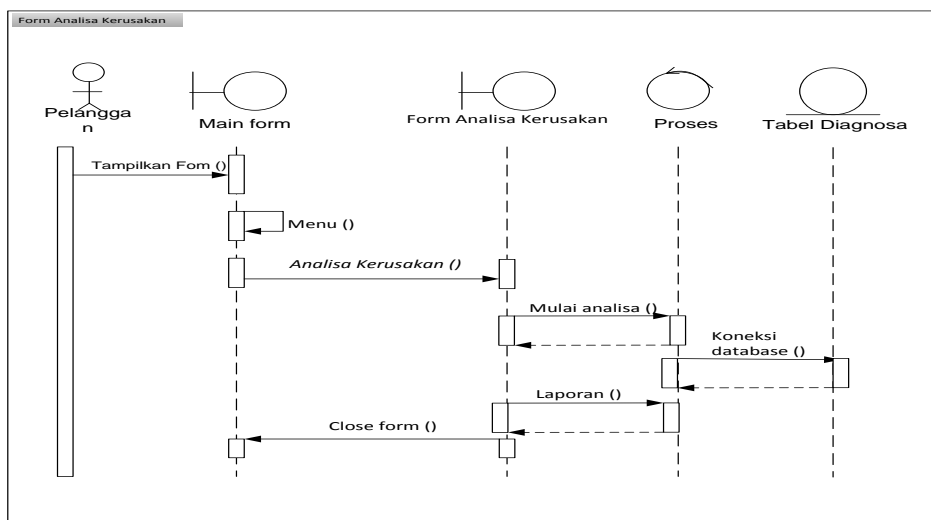 Form Analisa Kerusakan
Pelangga
n
Main form
Form Analisa Kerusakan
Proses
Tabel Diagnosa
Tampilkan Fom ()
Menu ()
Analisa Kerusakan ()
Mulai analisa ()
Koneksi
database ()
Laporan ()
Close form ()